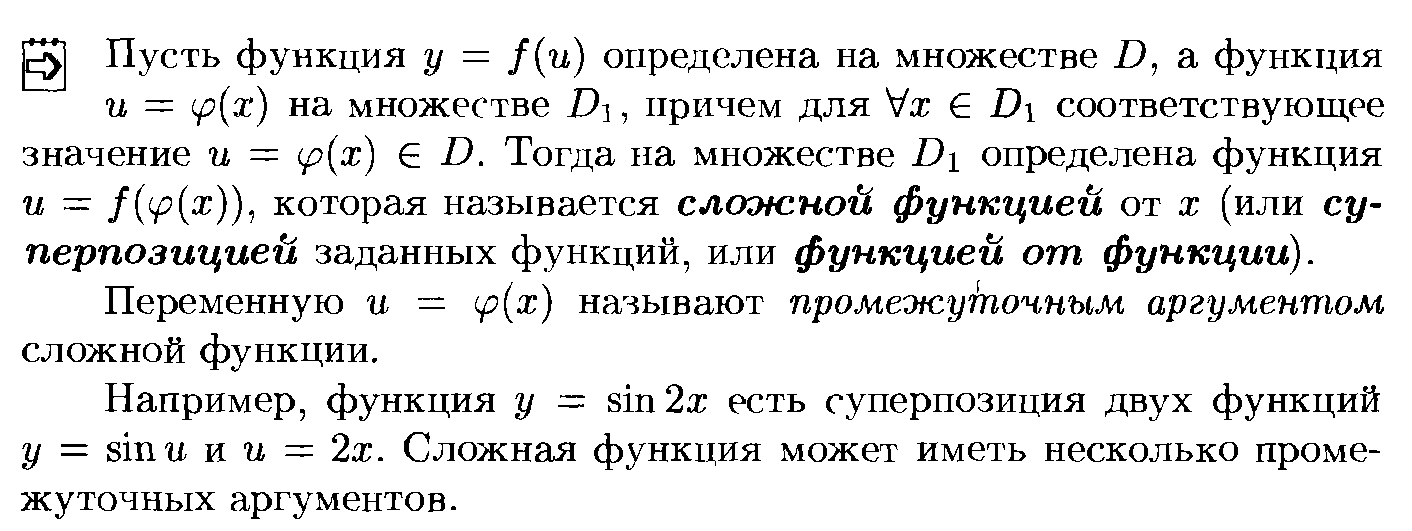 Пусть функция y = f(u) определена на множестве D, а функция
u = φ(x) на множестве D₁, причем для ∀x ∈ D₁ соответствующее
значение u = φ(x) ∈ D. Тогда на множестве D₁ определена функция
u = f(φ(x)), которая называется сложной функцией от x (или су-
перпозицией заданных функций, или функцией от функции).
Переменную u = φ(x) называют промежуточным аргументом
сложной функции.
Например, функция y = sin 2x есть суперпозиция двух функций
y = sin u и u = 2x. Сложная функция может иметь несколько проме-
жуточных аргументов.